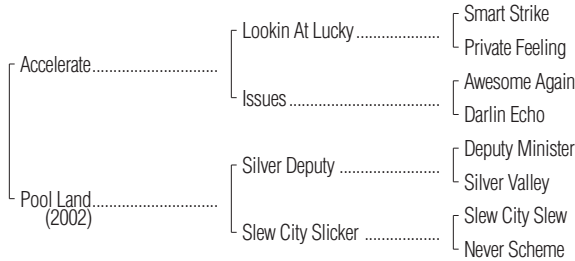 Smart Strike
Lookin At Lucky....................
Private Feeling
Accelerate..............................
Awesome Again
Issues....................................
Darlin Echo
Deputy Minister
Silver Deputy .........................
Silver Valley
Pool Land...............................
(2002)
Slew City Slew
Slew City Slicker ..................
Never Scheme